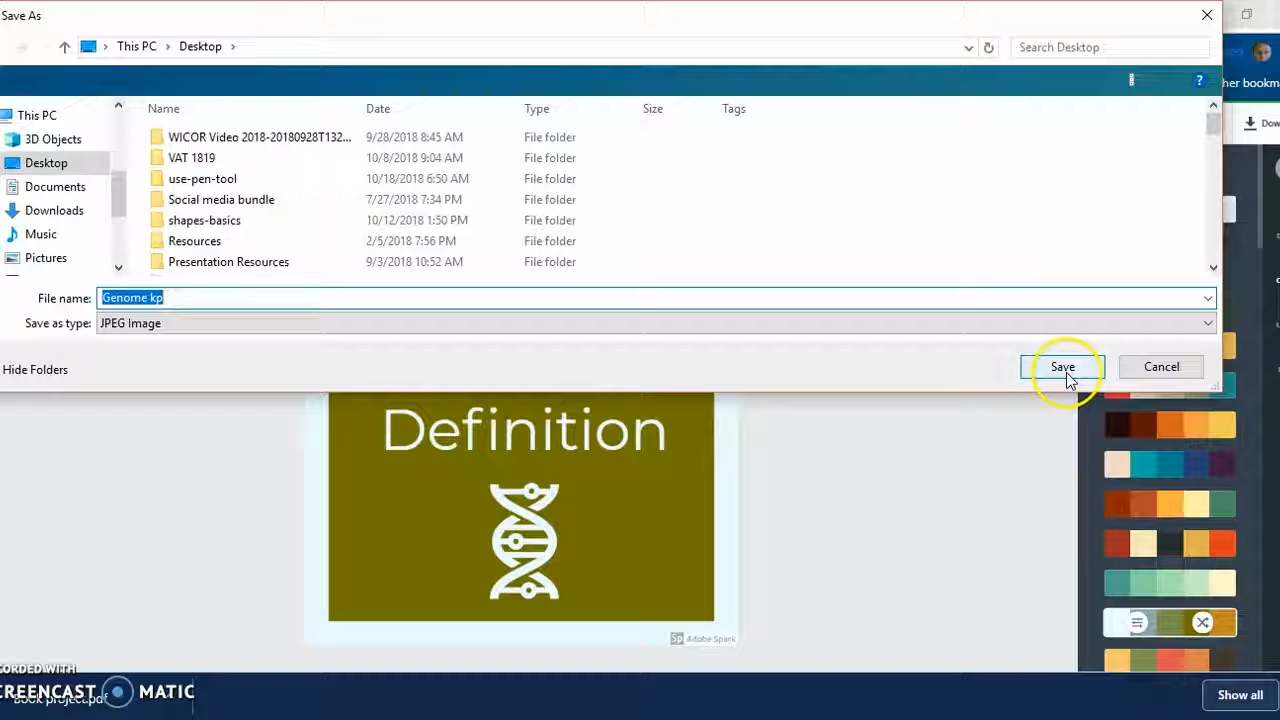 Save As
This PC > Desktop >
Search Desktop
her bookm
Dow
This PC
3D Objects
Desktop
Documents
Downloads
Music
Pictures
Name Date Type Size Tags
WICOR Video 2018-20180928T132... 9/28/2018 8:45 AM File folder
VAT 1819 10/8/2018 9:04 AM File folder
use-pen-tool 10/18/2018 6:50 AM File folder
Social media bundle 7/27/2018 7:34 PM File folder
shapes-basics 10/12/2018 1:50 PM File folder
Resources 2/5/2018 7:56 PM File folder
Presentation Resources 9/3/2018 10:52 AM File folder
File name: Genome kp
Save as type: JPEG Image
Hide Folders
Save Cancel
Definition
Sp Adobe Spark
CORDED WITH
CREENCAST MATIC
Book project.pdf
Show all